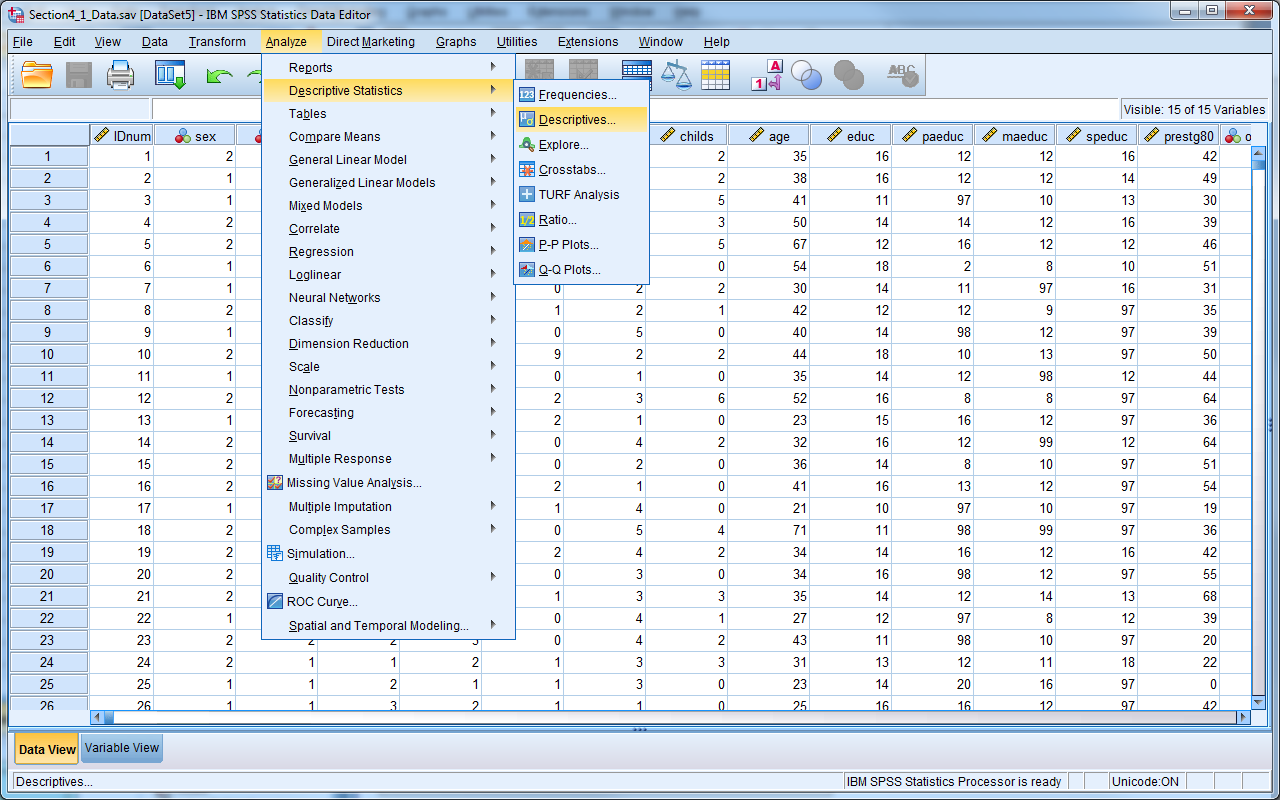 Section4_1_Data.sav [DataSet5] - IBM SPSS Statistics Data Editor
File Edit View Data Transform Analyze Direct Marketing Graphs Utilities Extensions Window Help
Visible: 15 of 15 Variables
Reports
Descriptive Statistics
Tables
Compare Means
General Linear Model
Generalized Linear Models
Mixed Models
Correlate
Regression
Loglinear
Neural Networks
Classify
Dimension Reduction
Scale
Nonparametric Tests
Forecasting
Survival
Multiple Response
Missing Value Analysis...
Multiple Imputation
Complex Samples
Simulation...
Quality Control
ROC Curve...
Spatial and Temporal Modeling...
Frequencies...
Descriptives...
Explore...
Crosstabs...
TURF Analysis
Ratio...
P-P Plots...
Q-Q Plots...
IDnum sex childs age educ paeduc maeduc speduc prestg80
1 1 2 2 35 16 12 12 16 42
2 2 1 2 38 16 12 12 14 49
3 3 1 5 41 11 97 10 13 30
4 4 2 3 50 14 14 12 16 39
5 5 2 5 67 12 16 12 12 46
6 6 1 0 54 18 2 8 10 51
7 7 1 0 2 2 30 14 11 97 16 31
8 8 2 1 2 1 42 12 12 9 97 35
9 9 1 0 5 0 40 14 98 12 97 39
10 10 2 9 2 2 44 18 10 13 97 50
11 11 1 0 1 0 35 14 12 98 12 44
12 12 2 2 3 6 52 16 8 8 97 64
13 13 1 2 1 0 23 15 16 12 97 36
14 14 2 0 4 2 32 16 12 99 12 64
15 15 2 0 2 0 36 14 8 10 97 51
16 16 2 2 1 0 41 16 13 12 97 54
17 17 1 1 4 0 21 10 97 10 97 19
18 18 2 0 5 4 71 11 98 99 97 36
19 19 2 2 4 2 34 14 16 12 16 42
20 20 2 0 3 0 34 16 98 12 97 55
21 21 2 1 3 3 35 14 12 14 13 68
22 22 1 0 4 1 27 12 97 8 12 39
23 23 2 2 2 0 4 2 43 11 98 10 97 20
24 24 2 1 1 2 1 3 3 31 13 12 11 18 22
25 25 1 1 2 1 1 3 0 23 14 20 16 97 0
26 26 1 1 3 2 1 1 0 25 16 16 12 97 42
Data View Variable View
Descriptives... IBM SPSS Statistics Processor is ready Unicode:ON